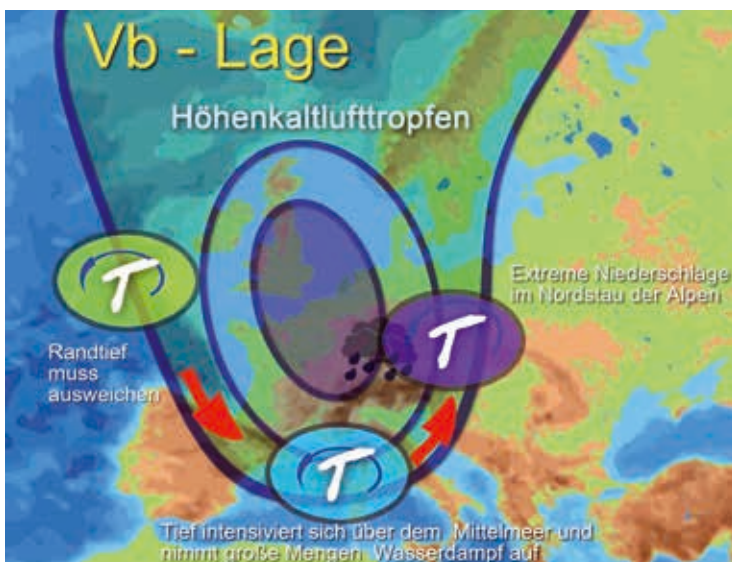 Vb - Lage
Höhenkaltlufttropfen
T
Extreme Niederschläge
im Nordstau der Alpen
T
Randtief
muss
ausweichen
T
Tief intensiviert sich über dem Mittelmeer und
nimmt große Mengen Wasserdampf auf